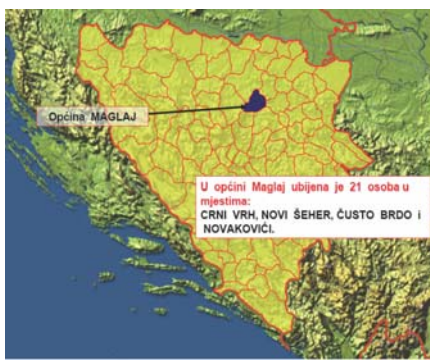 Općina MAGLAJ
U općini Maglaj ubijena je 21 osoba u
mjestima:
CRNI VRH, NOVI ŠEHER, ČUSTO BRDO i
NOVAKOVIĆI.